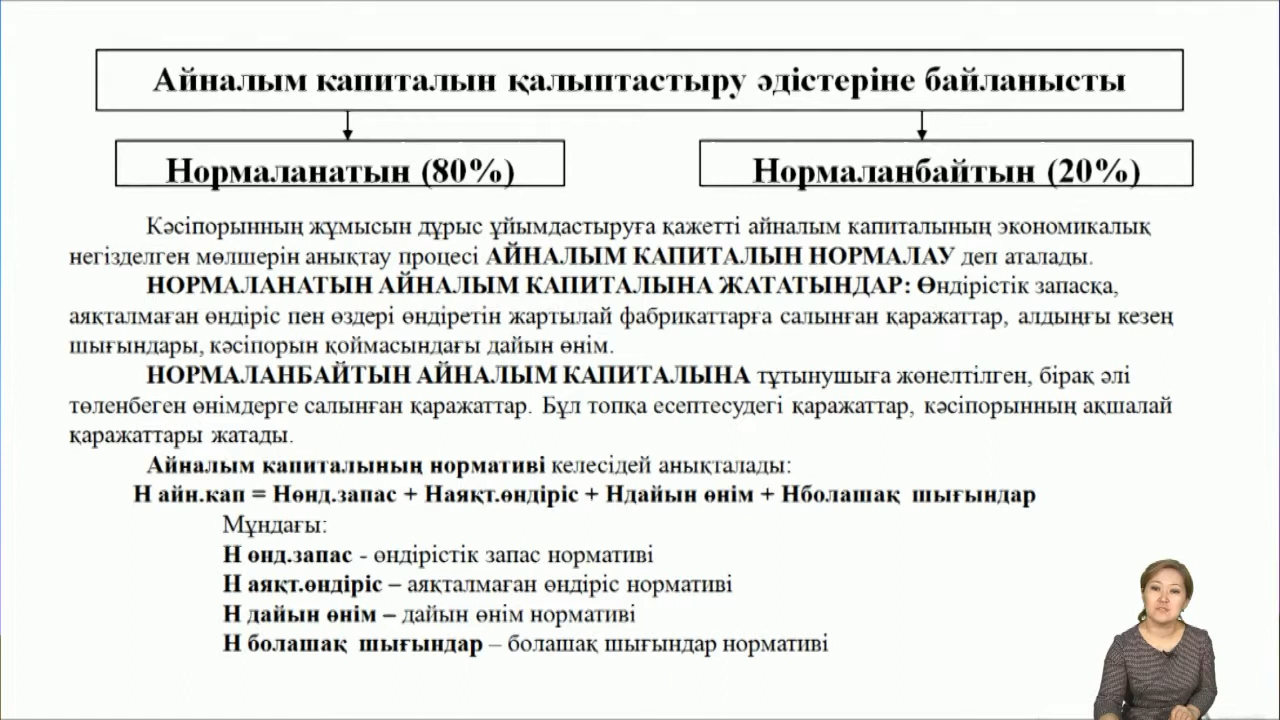 Айналым капиталын қалыптастыру әдістеріне байланысты
Нормаланатын (80%)
Нормаланбайтын (20%)
Кәсіпорынның жұмысын дұрыс ұйымдастыруға қажетті айналым капиталының экономикалық
негізделген мөлшерін анықтау процесі АЙНАЛЫМ КАПИТАЛЫН НОРМАЛАУ деп аталады.
НОРМАЛАНАТЫН АЙНАЛЫМ КАПИТАЛЫНА ЖАТАТЫНДАР: Өндірістік запасқа,
аяқталмаған өндіріс пен өздері өндіретін жартылай фабрикаттарға салынған қаражаттар, алдыңғы кезең
шығындары, кәсіпорын қоймасындағы дайын өнім.
НОРМАЛАНБАЙТЫН АЙНАЛЫМ КАПИТАЛЫНА тұтынушыға жөнелтілген, бірақ әлі
төленбеген өнімдерге салынған қаражаттар. Бұл топқа есептесудегі қаражаттар, кәсіпорынның ақшалай
қаражаттары жатады.
Айналым капиталының нормативі келесідей анықталады:
Н айн.кап = Нөнд.запас + Наяқт.өндіріс + Ндайын өнім + Нболашақ шығындар
Мұндағы:
Н өнд.запас - өндірістік запас нормативі
Н аяқт.өндіріс – аяқталмаған өндіріс нормативі
Н дайын өнім – дайын өнім нормативі
Н болашақ шығындар – болашақ шығындар нормативі